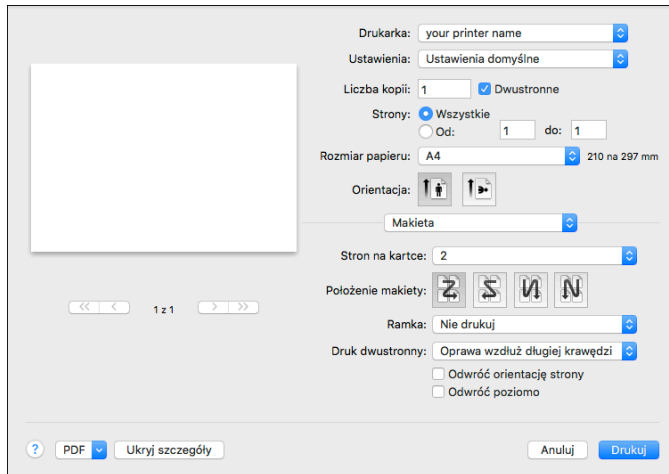 Drukarka: your printer name
Ustawienia: Ustawienia domyślne
Liczba kopii: 1 Dwustronne
Strony: Wszystkie
Od: 1 do: 1
Rozmiar papieru: A4 210 na 297 mm
Orientacja:
Makieta
Stron na kartce: 2
Położenie makiety:
Ramka: Nie drukuj
Druk dwustronny: Oprawa wzdłuż długiej krawędzi
Odwróć orientację strony
Odwróć poziomo
1 z 1
? PDF Ukryj szczegóły Anuluj Drukuj